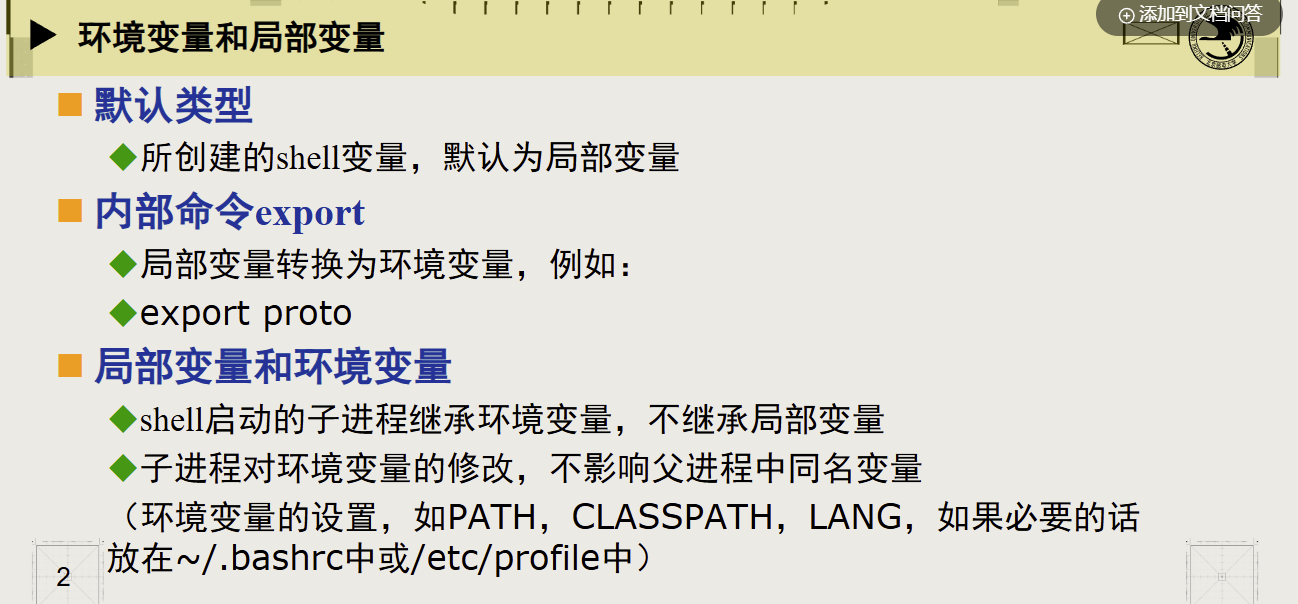 添加到文档问答
环境变量和局部变量
默认类型
所创建的shell变量，默认为局部变量
内部命令export
局部变量转换为环境变量，例如：
export proto
局部变量和环境变量
shell启动的子进程继承环境变量，不继承局部变量
子进程对环境变量的修改，不影响父进程中同名变量
（环境变量的设置，如PATH，CLASSPATH，LANG，如果必要的话
放在~/.bashrc中或/etc/profile中）
2